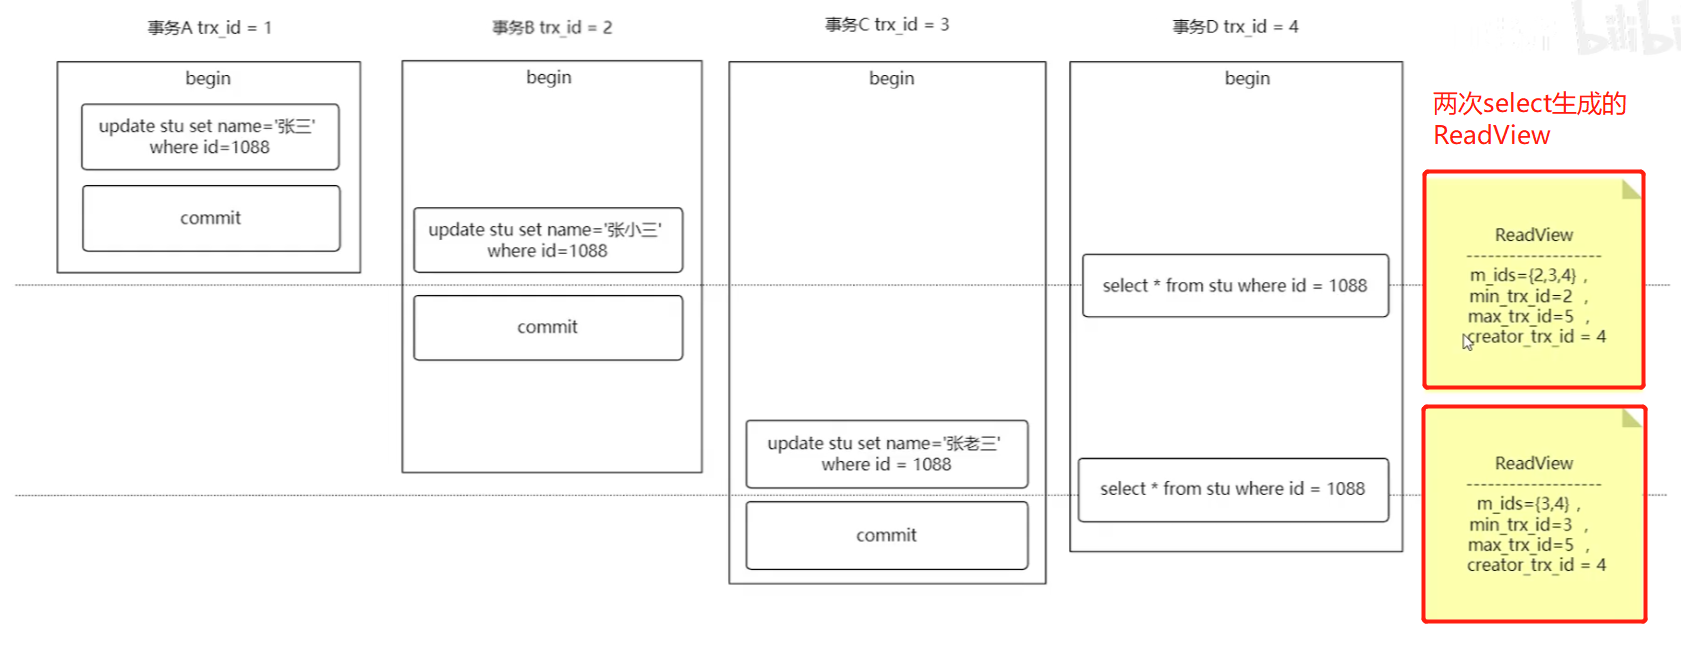 事务A trx_id = 1
begin
update stu set name='张三'
where id=1088
commit
事务B trx_id = 2
begin
update stu set name='张小三'
where id=1088
commit
事务C trx_id = 3
begin
update stu set name='张老三'
where id = 1088
commit
事务D trx_id = 4
begin
select * from stu where id = 1088
select * from stu where id = 1088
两次select生成的
ReadView
ReadView
-------------------
m_ids={2,3,4} ,
min_trx_id=2 ,
max_trx_id=5 ,
creator_trx_id = 4
ReadView
-------------------
m_ids={3,4} ,
min_trx_id=3 ,
max_trx_id=5 ,
creator_trx_id = 4